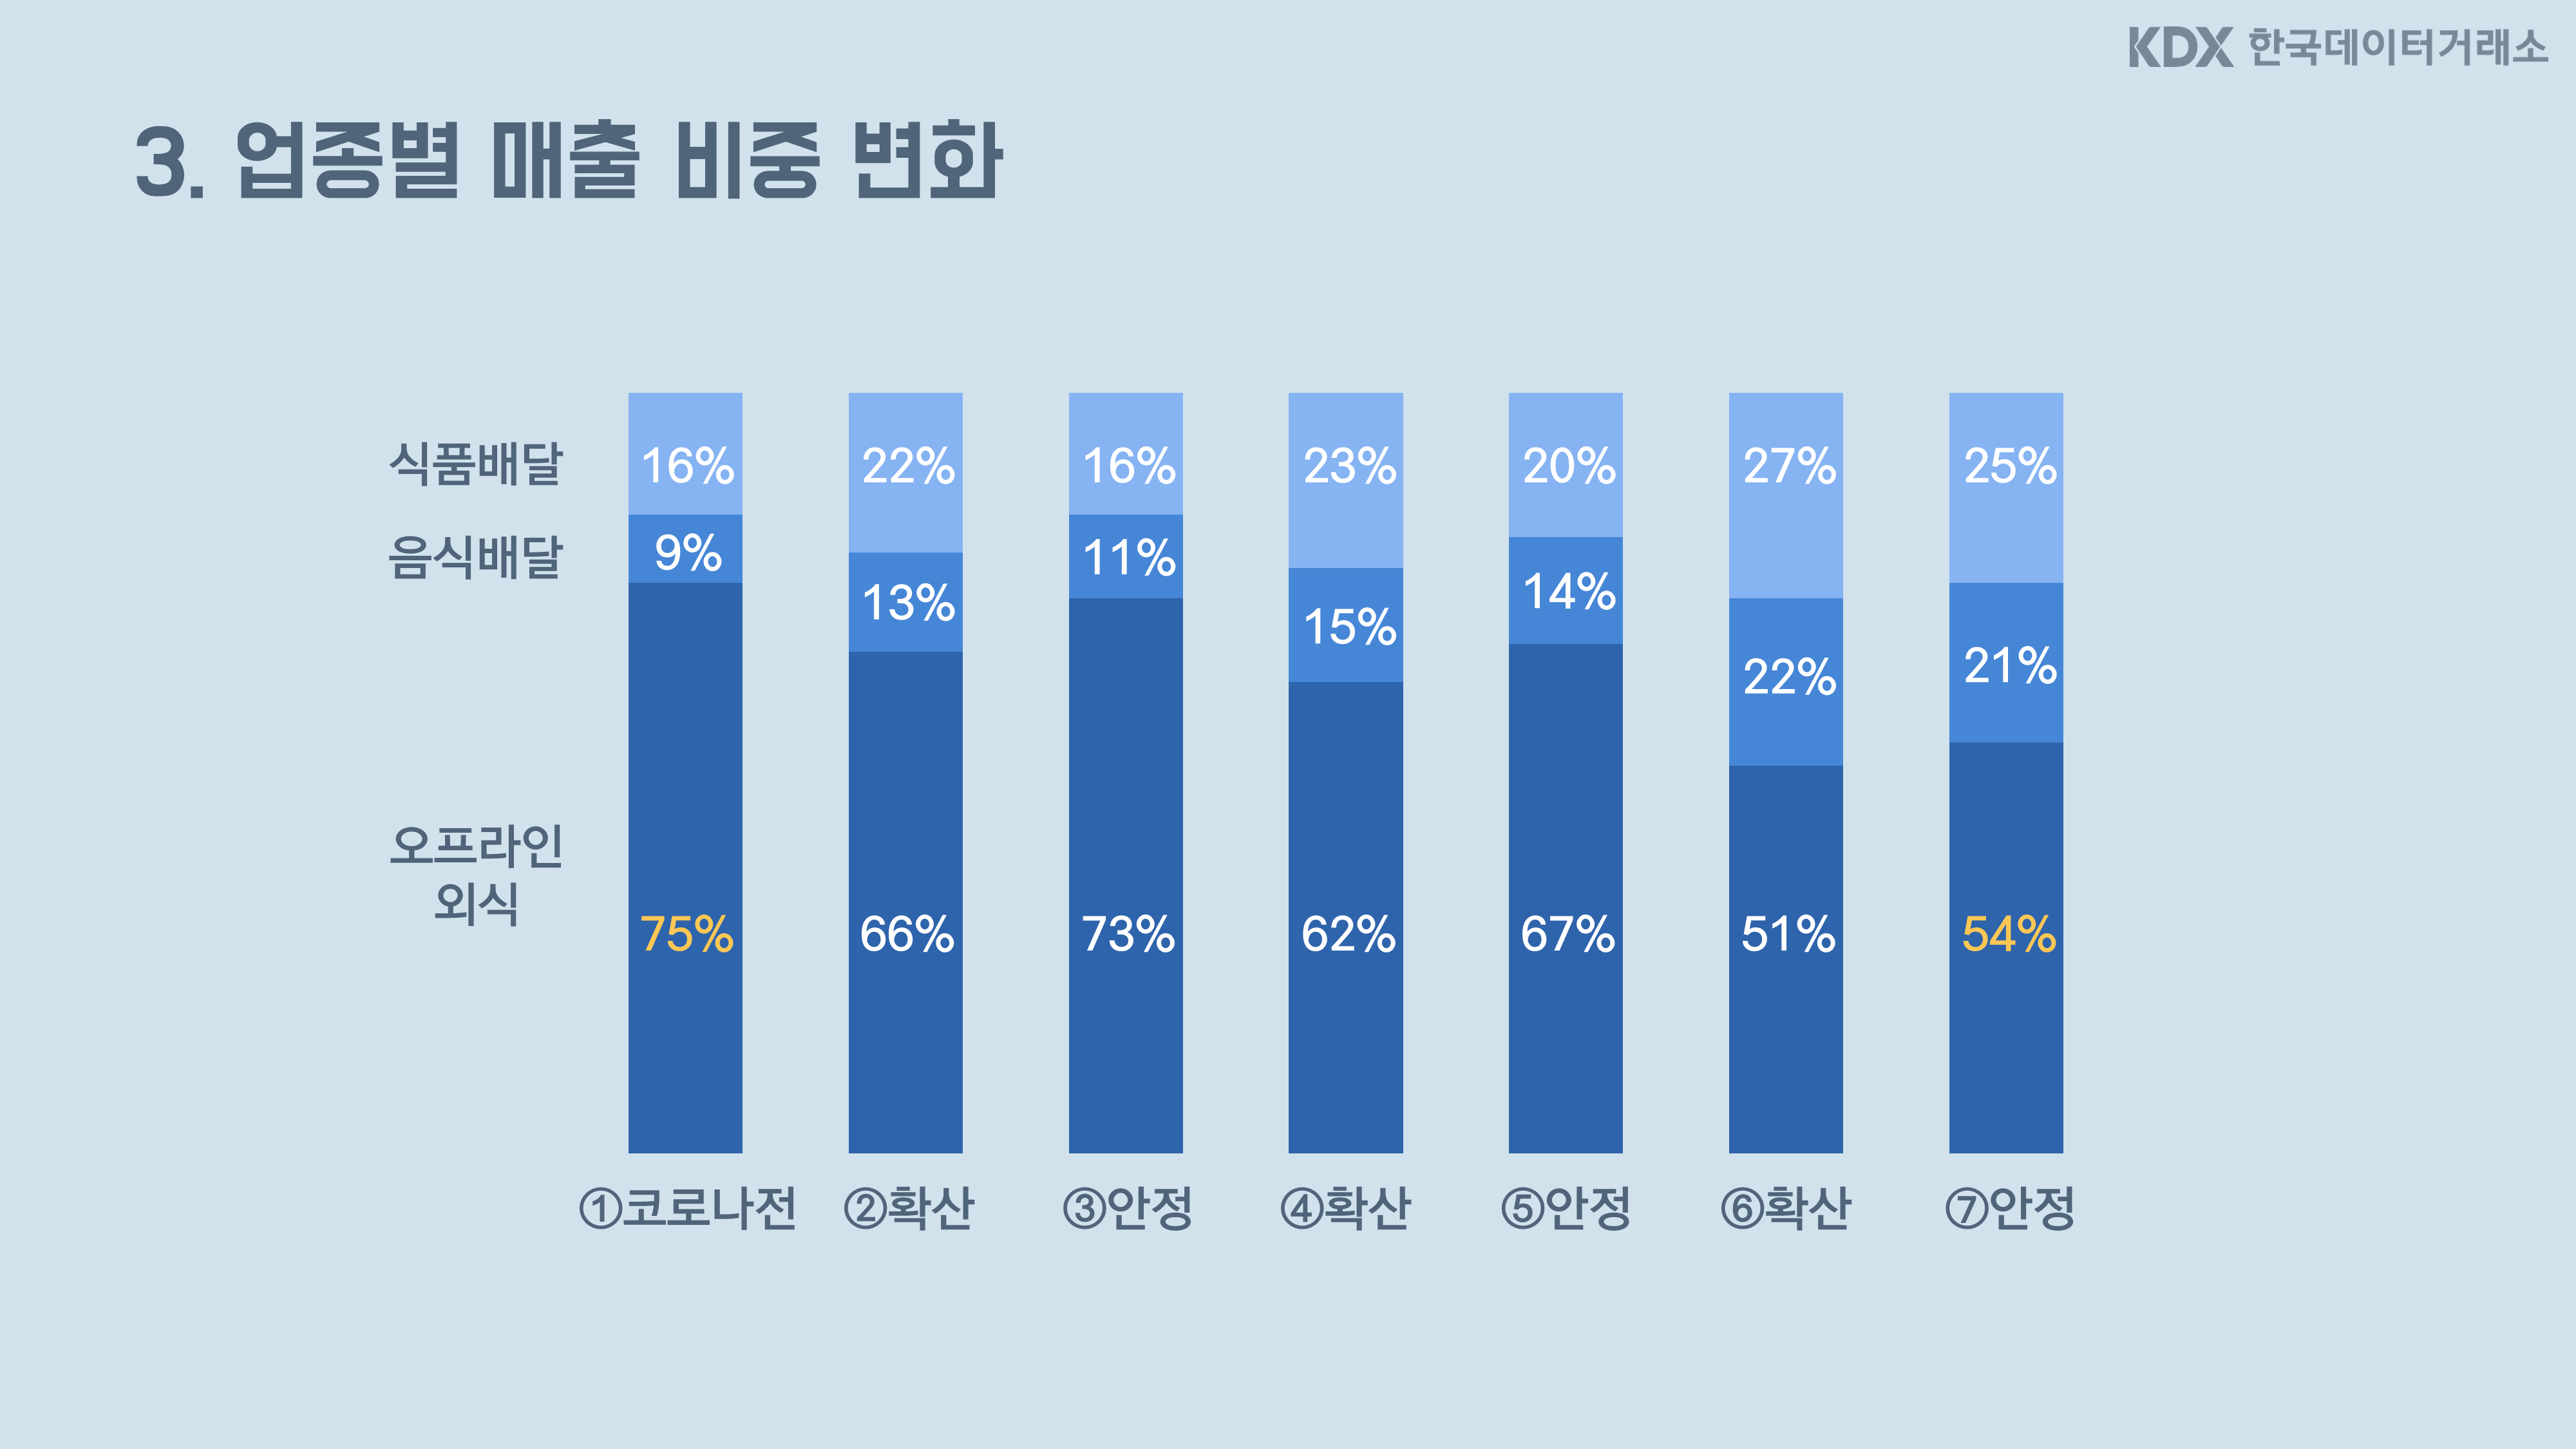 KDX 한국데이터거래소
3. 업종별 매출 비중 변화
식품배달 16% 22% 16% 23% 20% 27% 25%
음식배달 9% 13% 11% 15% 14% 22% 21%
오프라인
외식
75% 66% 73% 62% 67% 51% 54%
①코로나전 ②확산 ③안정 ④확산 ⑤안정 ⑥확산 ⑦안정